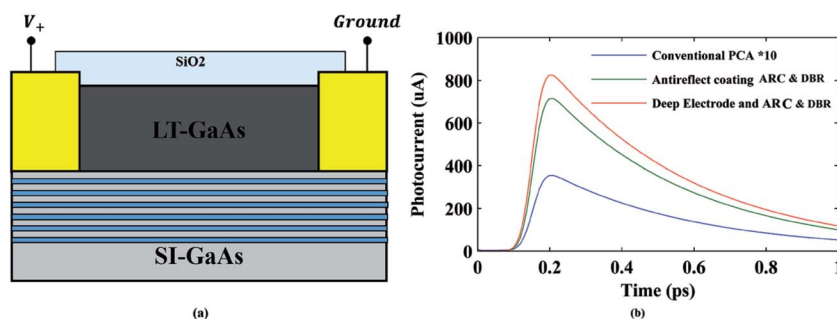 V+
Ground
SiO2
LT-GaAs
SI-GaAs
(a)
Conventional PCA *10
Antireflect coating ARC & DBR
Deep Electrode and ARC & DBR
Photocurrent (uA)
1000
800
600
400
200
0
0 0.2 0.4 0.6 0.8 1
Time (ps)
(b)